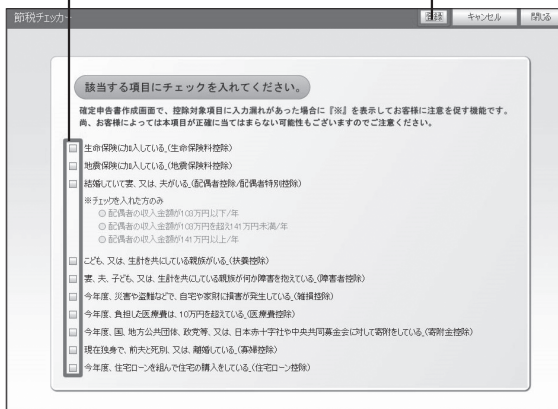 節税チェッカー
登録 キャンセル 閉じる
該当する項目にチェックを入れてください。
確定申告書作成画面で、控除対象項目に入力漏れがあった場合に『※』を表示してお客様に注意を促す機能です。
尚、お客様によっては本項目が正確に当てはまらない可能性もございますのでご注意ください。
生命保険に加入している(生命保険料控除)
地震保険に加入している(地震保険料控除)
結婚していて妻、又は、夫がいる(配偶者控除/配偶者特別控除)
※チェックを入れた方のみ
配偶者の収入金額が103万円以下/年
配偶者の収入金額が103万円を超え141万円未満/年
配偶者の収入金額が141万円以上/年
こども、又は、生計を共にしている親族がいる(扶養控除)
妻、夫、子ども、又は、生計を共にしている親族が何か障害を抱えている(障害者控除)
今年度、災害や盗難などで、自宅や家財に損害が発生している(雑損控除)
今年度、負担した医療費は、10万円を超えている(医療費控除)
今年度、国、地方公共団体、政党等、又は、日本赤十字社や中央共同募金会に対して寄附をしている(寄附金控除)
現在独身で、前夫と死別、又は、離婚している(寡婦控除)
今年度、住宅ローンを組んで住宅の購入をしている(住宅ローン控除)